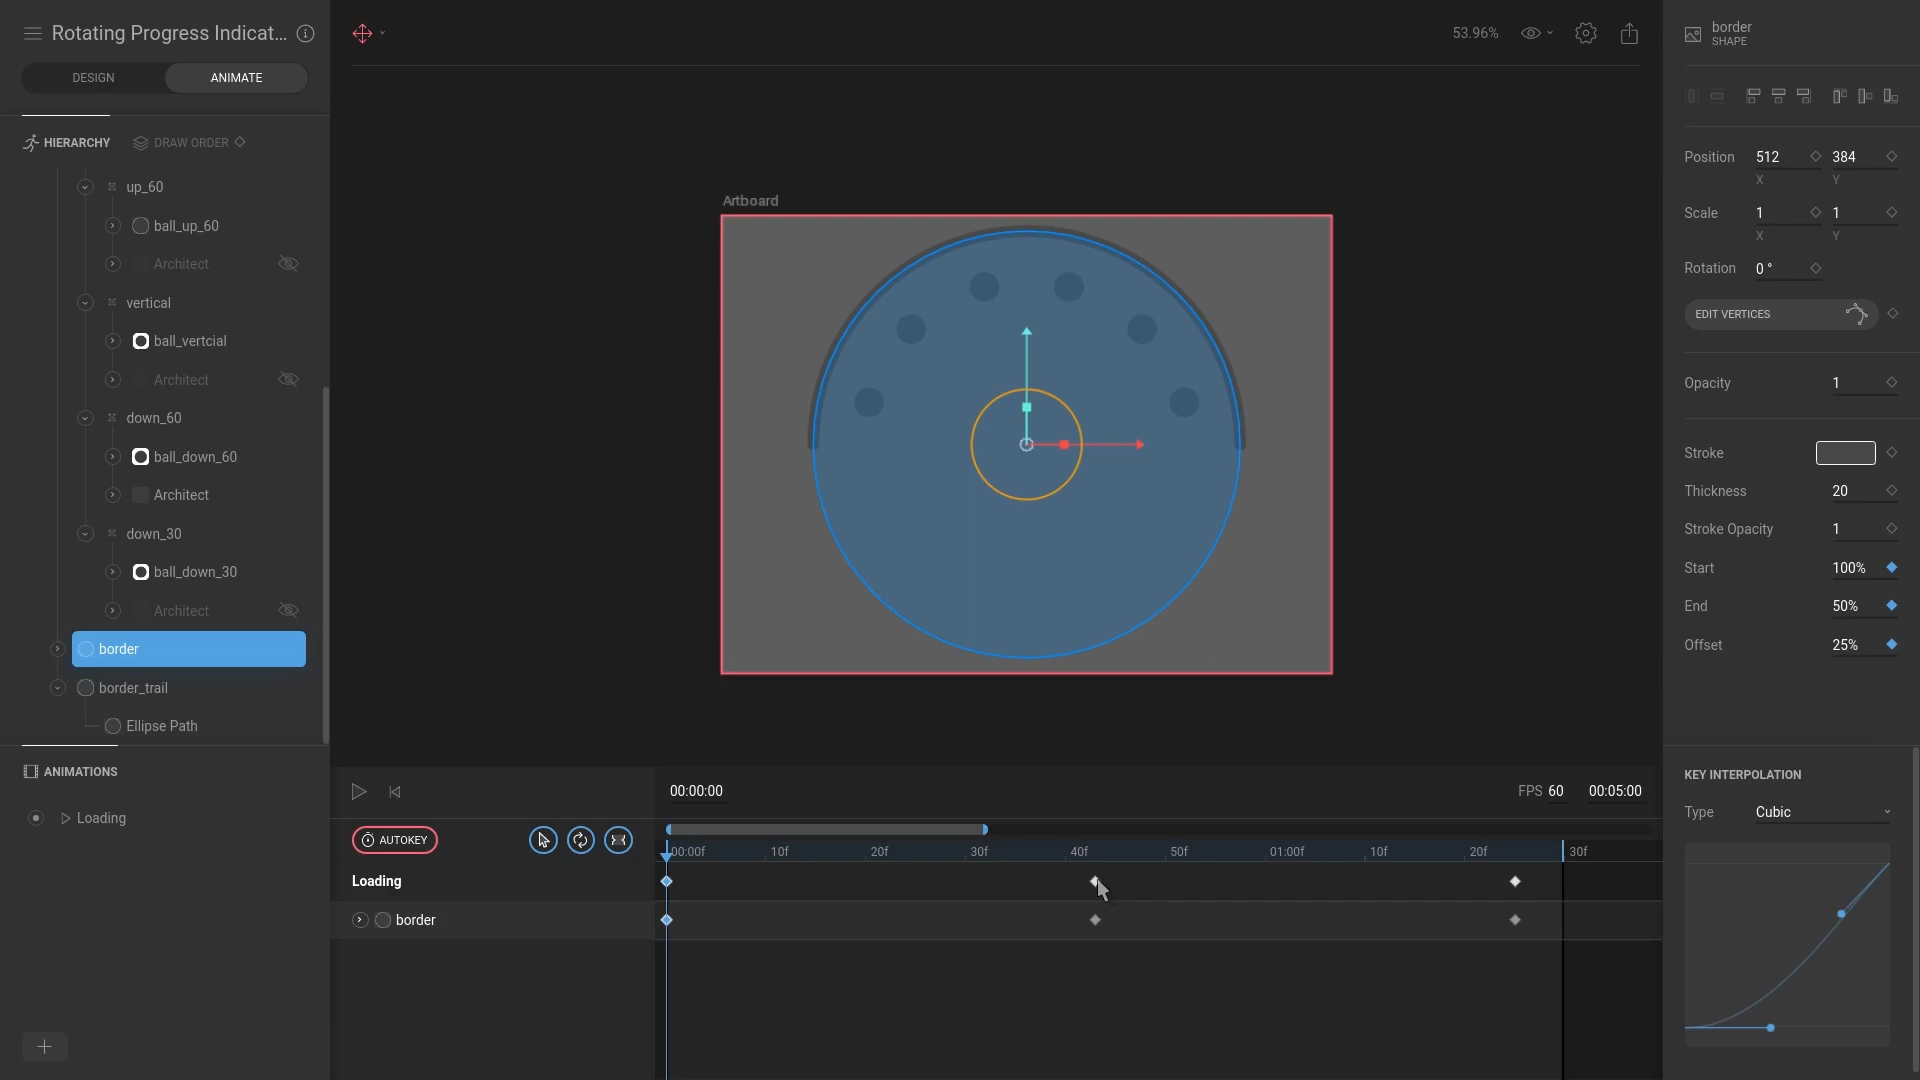 Rotating Progress Indicat...
DESIGN
ANIMATE
HIERARCHY
DRAW ORDER
up_60
ball_up_60
Architect
vertical
ball_vertcial
Architect
down_60
ball_down_60
Architect
down_30
ball_down_30
Architect
border
border_trail
Ellipse Path
ANIMATIONS
Loading
53.96%
Artboard
00:00:00
FPS 60
00:05:00
AUTOKEY
00:00f 10f 20f 30f 40f 50f 01:00f 10f 20f 30f
Loading
border
border
SHAPE
Position 512 384
X Y
Scale 1 1
X Y
Rotation 0°
EDIT VERTICES
Opacity 1
Stroke
Thickness 20
Stroke Opacity 1
Start 100%
End 50%
Offset 25%
KEY INTERPOLATION
Type Cubic